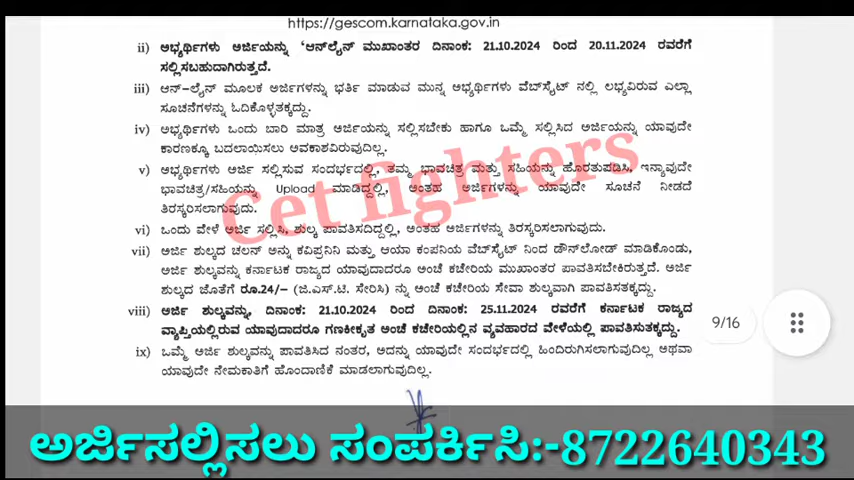 https://gescom.karnataka.gov.in
ii) ಅಭ್ಯರ್ಥಿಗಳು ಅರ್ಜಿಯನ್ನು 'ಆನ್‌ಲೈನ್ ಮುಖಾಂತರ ದಿನಾಂಕ: 21.10.2024 ರಿಂದ 20.11.2024 ರವರೆಗೆ
ಸಲ್ಲಿಸಬಹುದಾಗಿರುತ್ತದೆ.
iii) ಆನ್-ಲೈನ್ ಮೂಲಕ ಅರ್ಜಿಗಳನ್ನು ಭರ್ತಿ ಮಾಡುವ ಮುನ್ನ ಅಭ್ಯರ್ಥಿಗಳು ವೆಬ್‌ಸೈಟ್ ನಲ್ಲಿ ಲಭ್ಯವಿರುವ ಎಲ್ಲಾ
ಸೂಚನೆಗಳನ್ನು ಓದಿಕೊಳ್ಳತಕ್ಕದ್ದು.
iv) ಅಭ್ಯರ್ಥಿಗಳು ಒಂದು ಬಾರಿ ಮಾತ್ರ ಅರ್ಜಿಯನ್ನು ಸಲ್ಲಿಸಬೇಕು ಹಾಗೂ ಒಮ್ಮೆ ಸಲ್ಲಿಸಿದ ಅರ್ಜಿಯನ್ನು ಯಾವುದೇ
ಕಾರಣಕ್ಕೂ ಬದಲಾಯಿಸಲು ಅವಕಾಶವಿರುವುದಿಲ್ಲ.
v) ಅಭ್ಯರ್ಥಿಗಳು ಅರ್ಜಿ ಸಲ್ಲಿಸುವ ಸಂದರ್ಭದಲ್ಲಿ, ತಮ್ಮ ಭಾವಚಿತ್ರ ಮತ್ತು ಸಹಿಯನ್ನು ಹೊರತುಪಡಿಸಿ, ಇನ್ಯಾವುದೇ
ಭಾವಚಿತ್ರ/ಸಹಿಯನ್ನು Upload ಮಾಡಿದ್ದಲ್ಲಿ, ಅಂತಹ ಅರ್ಜಿಗಳನ್ನು ಯಾವುದೇ ಸೂಚನೆ ನೀಡದೆ
ತಿರಸ್ಕರಿಸಲಾಗುವುದು.
vi) ಒಂದು ವೇಳೆ ಅರ್ಜಿ ಸಲ್ಲಿಸಿ, ಶುಲ್ಕ ಪಾವತಿಸದಿದ್ದಲ್ಲಿ, ಅಂತಹ ಅರ್ಜಿಗಳನ್ನು ತಿರಸ್ಕರಿಸಲಾಗುವುದು.
vii) ಅರ್ಜಿ ಶುಲ್ಕದ ಚಲನ್ ಅನ್ನು ಕವಿಪ್ರನಿನಿ ಮತ್ತು ಆಯಾ ಕಂಪನಿಯ ವೆಬ್‌ಸೈಟ್ ನಿಂದ ಡೌನ್‌ಲೋಡ್ ಮಾಡಿಕೊಂಡು,
ಅರ್ಜಿ ಶುಲ್ಕವನ್ನು ಕರ್ನಾಟಕ ರಾಜ್ಯದ ಯಾವುದಾದರೂ ಅಂಚೆ ಕಚೇರಿಯ ಮುಖಾಂತರ ಪಾವತಿಸಬೇಕಿರುತ್ತದೆ. ಅರ್ಜಿ
ಶುಲ್ಕದ ಜೊತೆಗೆ ರೂ.24/– (ಜಿ.ಎಸ್.ಟಿ. ಸೇರಿಸಿ) ನ್ನು ಅಂಚೆ ಕಚೇರಿಯ ಸೇವಾ ಶುಲ್ಕವಾಗಿ ಪಾವತಿಸತಕ್ಕದ್ದು.
viii) ಅರ್ಜಿ ಶುಲ್ಕವನ್ನು, ದಿನಾಂಕ: 21.10.2024 ರಿಂದ ದಿನಾಂಕ: 25.11.2024 ರವರೆಗೆ ಕರ್ನಾಟಕ ರಾಜ್ಯದ
ವ್ಯಾಪ್ತಿಯಲ್ಲಿರುವ ಯಾವುದಾದರೂ ಗಣಕೀಕೃತ ಅಂಚೆ ಕಚೇರಿಯಲ್ಲಿನ ವ್ಯವಹಾರದ ವೇಳೆಯಲ್ಲಿ ಪಾವತಿಸುತಕ್ಕದ್ದು.
ix) ಒಮ್ಮೆ ಅರ್ಜಿ ಶುಲ್ಕವನ್ನು ಪಾವತಿಸಿದ ನಂತರ, ಅದನ್ನು ಯಾವುದೇ ಸಂದರ್ಭದಲ್ಲಿ ಹಿಂದಿರುಗಿಸಲಾಗುವುದಿಲ್ಲ ಅಥವಾ
ಯಾವುದೇ ನೇಮಕಾತಿಗೆ ಹೊಂದಾಣಿಕೆ ಮಾಡಲಾಗುವುದಿಲ್ಲ.
Cet fighters
9/16
ಅರ್ಜಿಸಲ್ಲಿಸಲು ಸಂಪರ್ಕಿಸಿ:-8722640343